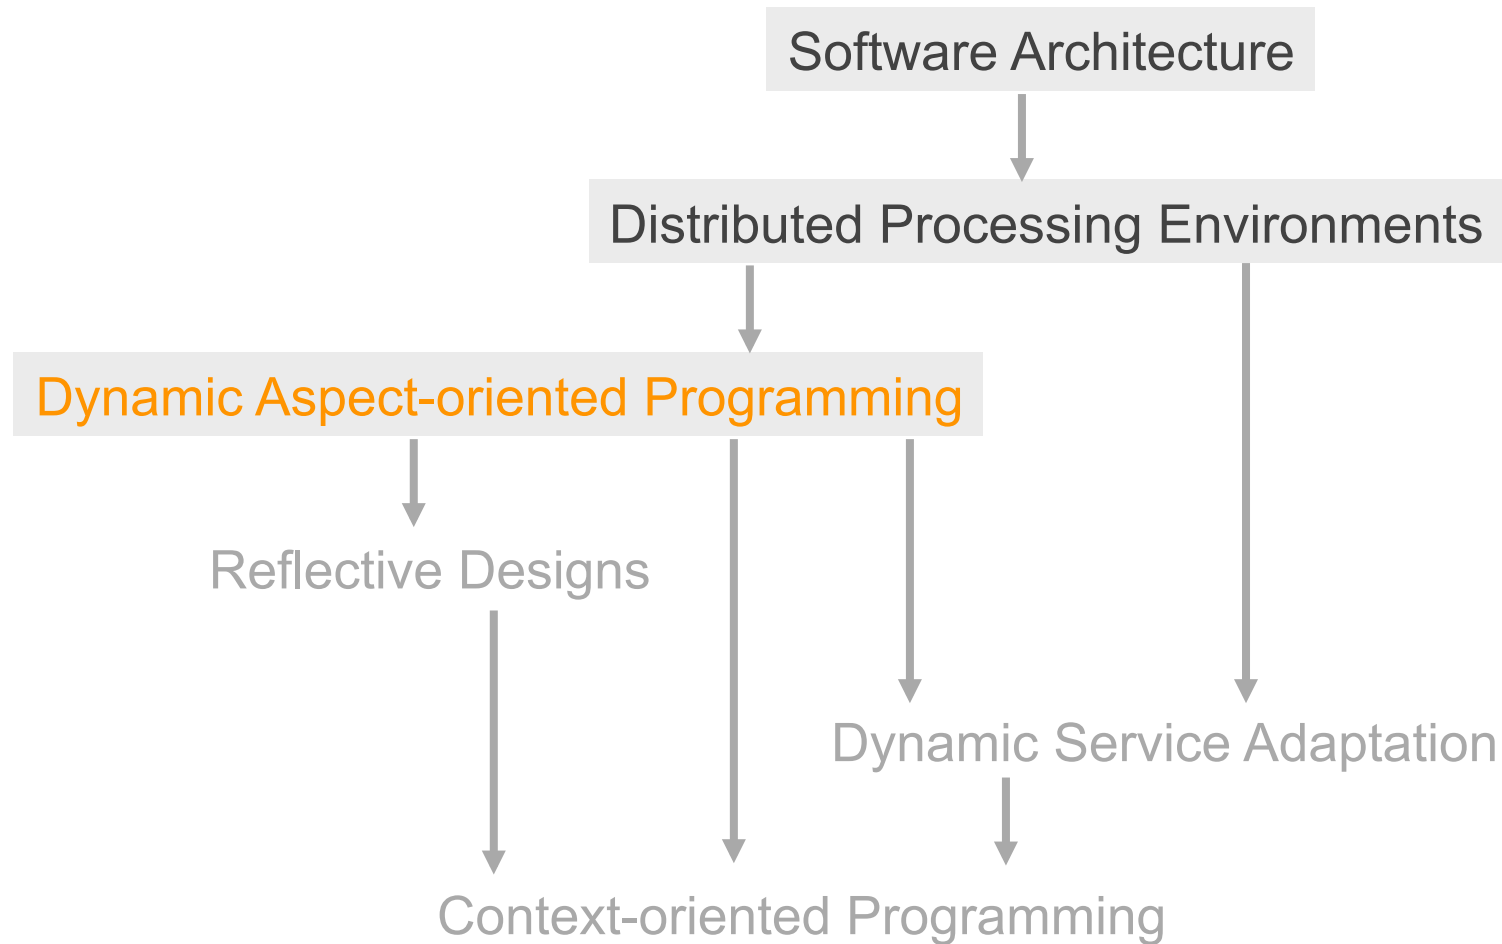 Software Architecture
Distributed Processing Environments
Dynamic Aspect-oriented Programming
Reflective Designs
Dynamic Service Adaptation
Context-oriented Programming